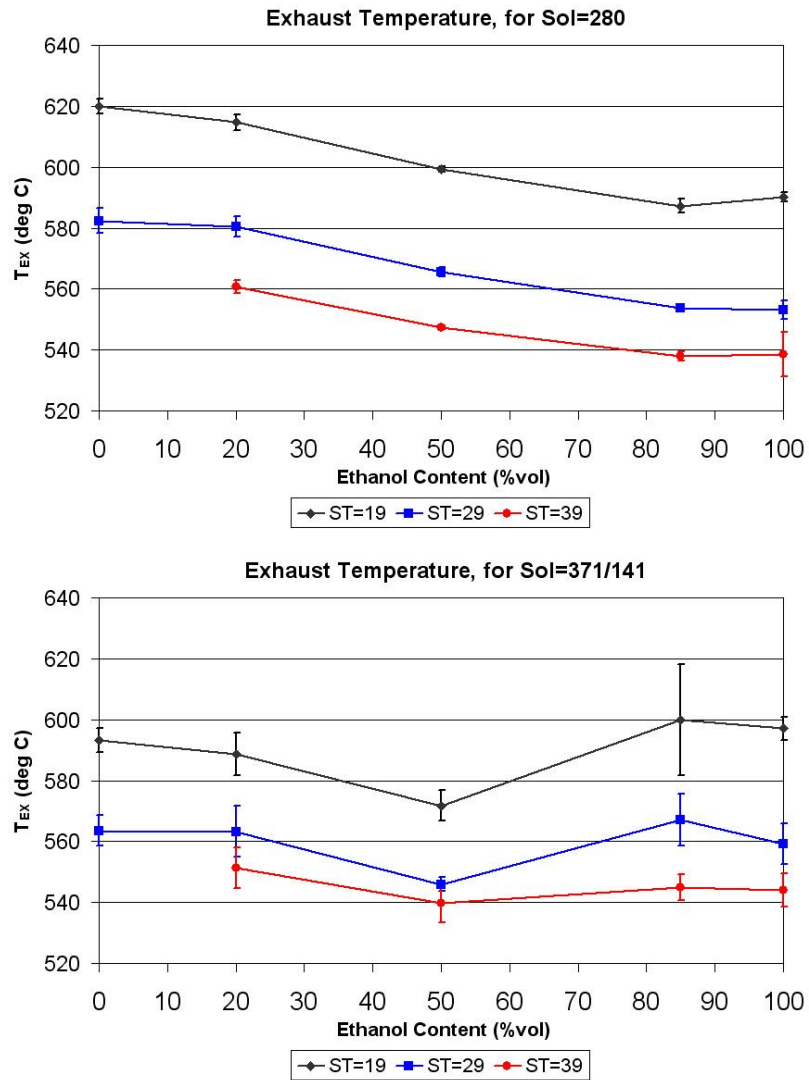 Exhaust Temperature, for Sol=280
640
620
600
580
560
540
520
T_EX (deg C)
0 10 20 30 40 50 60 70 80 90 100
Ethanol Content (%vol)
ST=19 ST=29 ST=39
Exhaust Temperature, for Sol=371/141
640
620
600
580
560
540
520
T_EX (deg C)
0 10 20 30 40 50 60 70 80 90 100
Ethanol Content (%vol)
ST=19 ST=29 ST=39